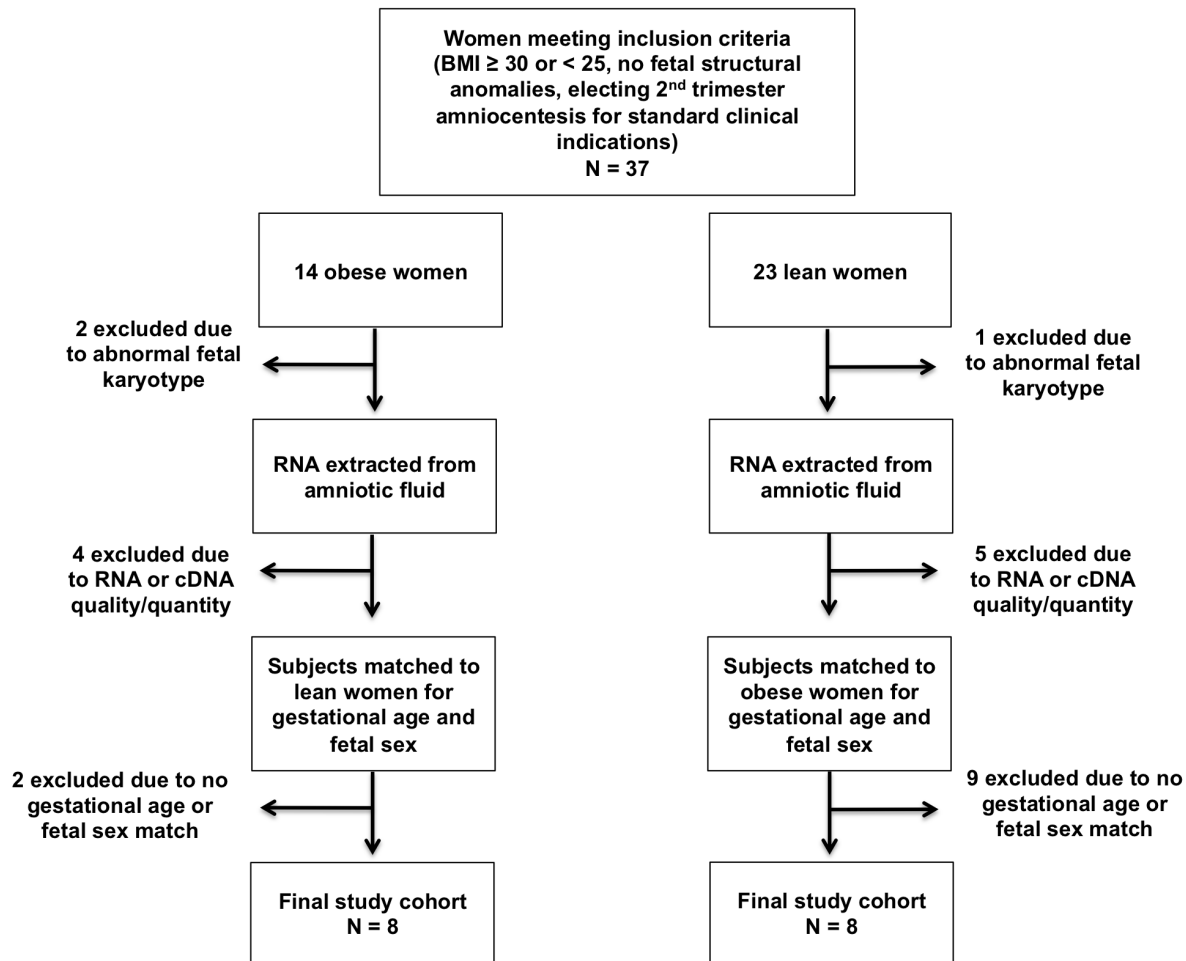 Women meeting inclusion criteria
(BMI ≥ 30 or < 25, no fetal structural
anomalies, electing 2nd trimester
amniocentesis for standard clinical
indications)
N = 37
14 obese women
23 lean women
2 excluded due
to abnormal fetal
karyotype
1 excluded due
to abnormal fetal
karyotype
RNA extracted from
amniotic fluid
RNA extracted from
amniotic fluid
4 excluded due
to RNA or cDNA
quality/quantity
5 excluded due
to RNA or cDNA
quality/quantity
Subjects matched to
lean women for
gestational age and
fetal sex
Subjects matched to
obese women for
gestational age and
fetal sex
2 excluded due to no
gestational age or
fetal sex match
9 excluded due to no
gestational age or
fetal sex match
Final study cohort
N = 8
Final study cohort
N = 8